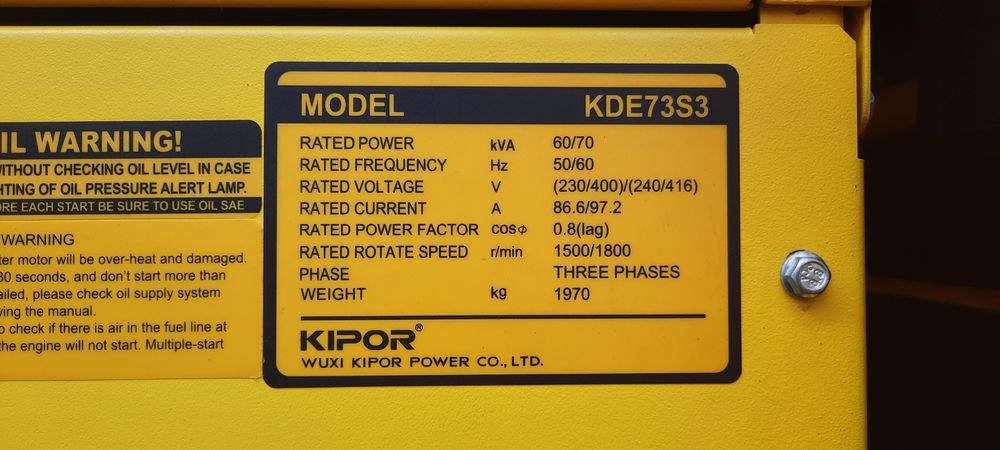 IL WARNING!
WITHOUT CHECKING OIL LEVEL IN CASE
HTING OF OIL PRESSURE ALERT LAMP.
ORE EACH START BE SURE TO USE OIL SAE
WARNING
ter motor will be over-heat and damaged.
30 seconds, and don't start more than
ailed, please check oil supply system
ving the manual.
o check if there is air in the fuel line at
the engine will not start. Multiple-start
MODEL KDE73S3
RATED POWER kVA 60/70
RATED FREQUENCY Hz 50/60
RATED VOLTAGE V (230/400)/(240/416)
RATED CURRENT A 86.6/97.2
RATED POWER FACTOR cosϕ 0.8(lag)
RATED ROTATE SPEED r/min 1500/1800
PHASE THREE PHASES
WEIGHT kg 1970
KIPOR®
WUXI KIPOR POWER CO., LTD.